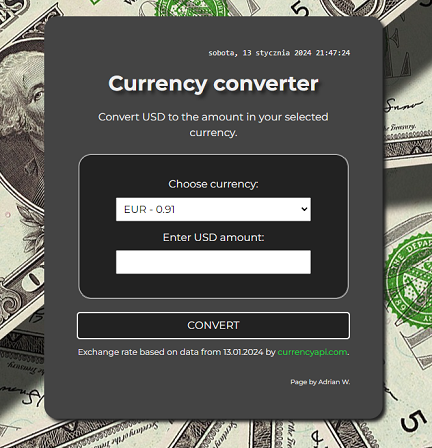 sobota, 13 stycznia 2024 21:47:24
Currency converter
Convert USD to the amount in your selected
currency.
Choose currency:
EUR - 0.91
Enter USD amount:
CONVERT
Exchange rate based on data from 13.01.2024 by currencyapi.com.
Page by Adrian W.